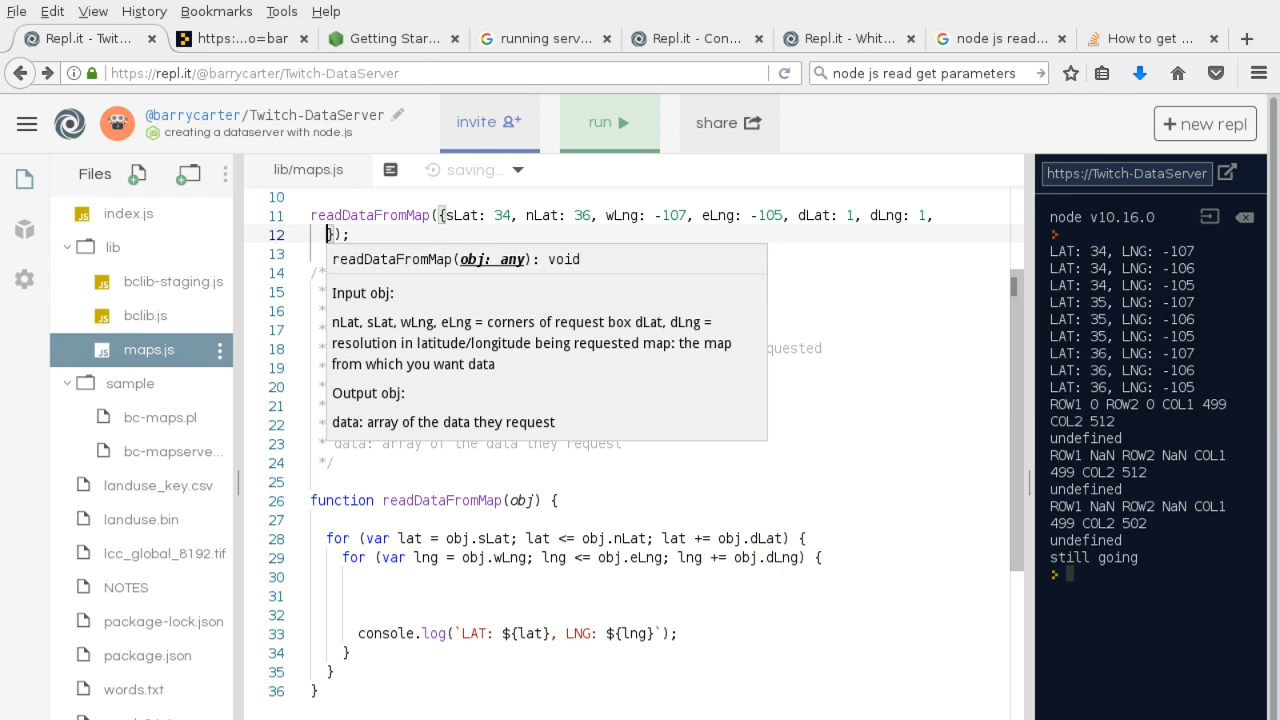 File Edit View History Bookmarks Tools Help
Repl.it - Twit... × https:...o=bar × Getting Star... × running serv... × Repl.it - Con... × Repl.it - Whit... × node js read... × How to get ... × +
https://repl.it/@barrycarter/Twitch-DataServer node js read get parameters
@barrycarter/Twitch-DataServer
creating a dataserver with node.js
invite run share + new repl
Files lib/maps.js saving... https://Twitch-DataServer
index.js
lib
bclib-staging.js
bclib.js
maps.js
sample
bc-maps.pl
bc-mapserve...
landuse_key.csv
landuse.bin
lcc_global_8192.tif
NOTES
package-lock.json
package.json
words.txt
10
11 readDataFromMap({sLat: 34, nLat: 36, wLng: -107, eLng: -105, dLat: 1, dLng: 1,
12 });
13
readDataFromMap(obj: any): void
Input obj:
nLat, sLat, wLng, eLng = corners of request box dLat, dLng =
resolution in latitude/longitude being requested map: the map
from which you want data
Output obj:
data: array of the data they request
14 /*
15 *
16 *
17 *
18 * quested
19 *
20 *
21 *
22 *
23 * data: array of the data they request
24 */
25
26 function readDataFromMap(obj) {
27
28 for (var lat = obj.sLat; lat <= obj.nLat; lat += obj.dLat) {
29 for (var lng = obj.wLng; lng <= obj.eLng; lng += obj.dLng) {
30
31
32
33 console.log(`LAT: ${lat}, LNG: ${lng}`);
34 }
35 }
36 }
node v10.16.0
LAT: 34, LNG: -107
LAT: 34, LNG: -106
LAT: 34, LNG: -105
LAT: 35, LNG: -107
LAT: 35, LNG: -106
LAT: 35, LNG: -105
LAT: 36, LNG: -107
LAT: 36, LNG: -106
LAT: 36, LNG: -105
ROW1 0 ROW2 0 COL1 499
COL2 512
undefined
ROW1 NaN ROW2 NaN COL1
499 COL2 512
undefined
ROW1 NaN ROW2 NaN COL1
499 COL2 502
undefined
still going